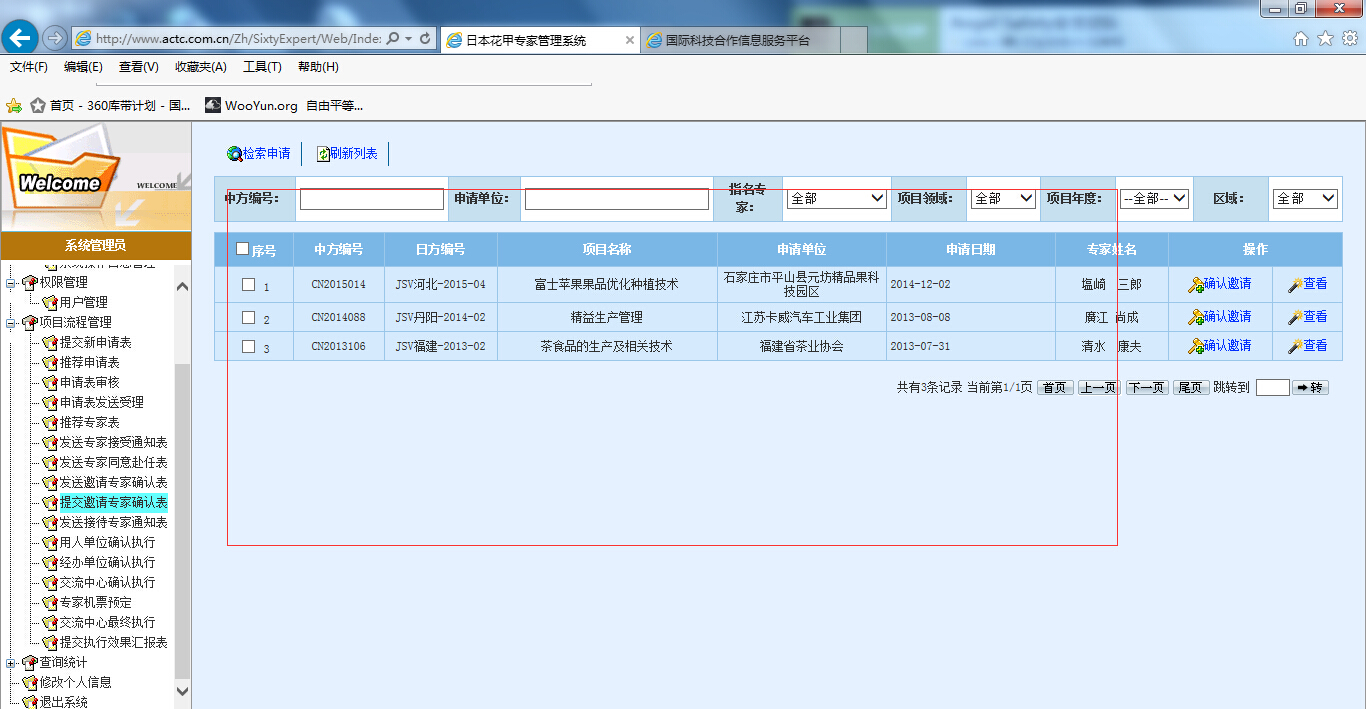 http://www.actc.com.cn/Zh/SixtyExpert/Web/Inde:
日本花甲专家管理系统
国际科技合作信息服务平台
文件(F) 编辑(E) 查看(V) 收藏夹(A) 工具(T) 帮助(H)
首页 - 360库带计划 - 国... WooYun.org 自由平等...
Welcome
WELCOME
系统管理员
权限管理
用户管理
项目流程管理
提交新申请表
推荐申请表
申请表审核
申请表发送受理
推荐专家表
发送专家接受通知表
发送专家同意赴任表
发送邀请专家确认表
提交邀请专家确认表
发送接待专家通知表
用人单位确认执行
经办单位确认执行
交流中心确认执行
专家机票预定
交流中心最终执行
提交执行效果汇报表
查询统计
修改个人信息
退出系统
检索申请 刷新列表
中方编号： 申请单位： 指名专家： 全部 项目领域： 全部 项目年度： --全部-- 区域： 全部
序号 中方编号 日方编号 项目名称 申请单位 申请日期 专家姓名 操作
1 CN2015014 JSV河北-2015-04 富士苹果果品优化种植技术 石家庄市平山县元坊精品果科技园区 2014-12-02 塩崎 三郎 确认邀请 查看
2 CN2014088 JSV丹阳-2014-02 精益生产管理 江苏卡威汽车工业集团 2013-08-08 廣江 尚成 确认邀请 查看
3 CN2013106 JSV福建-2013-02 茶食品的生产及相关技术 福建省茶业协会 2013-07-31 清水 康夫 确认邀请 查看
共有3条记录 当前第1/1页 首页 上一页 下一页 尾页 跳转到 转